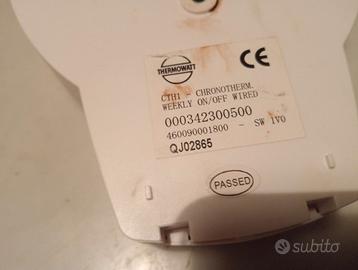 THERMOWATT
CE
CTH1 - CHRONOTHERM.
WEEKLY ON/OFF WIRED
000342300500
460090001800 - SW 1V0
QJ02865
PASSED
subito